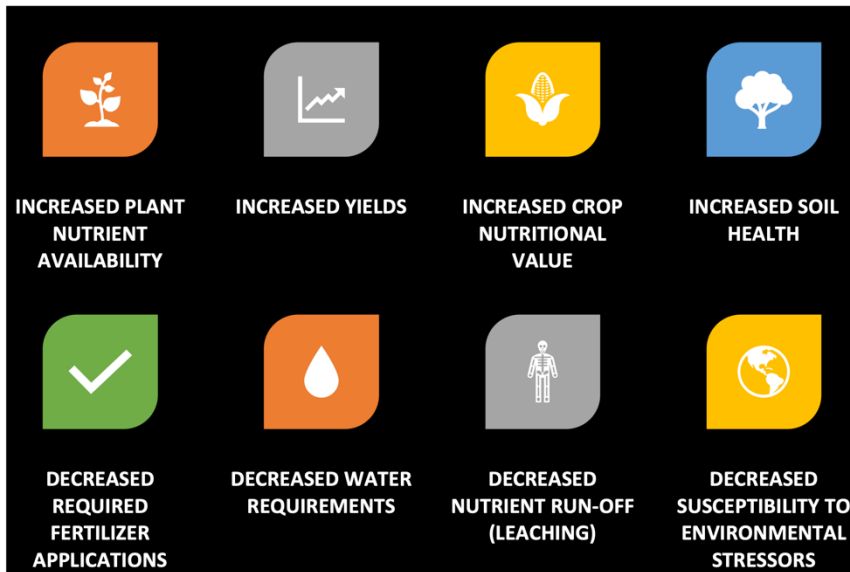 INCREASED PLANT
NUTRIENT
AVAILABILITY
INCREASED YIELDS
INCREASED CROP
NUTRITIONAL
VALUE
INCREASED SOIL
HEALTH
DECREASED
REQUIRED
FERTILIZER
APPLICATIONS
DECREASED WATER
REQUIREMENTS
DECREASED
NUTRIENT RUN-OFF
(LEACHING)
DECREASED
SUSCEPTIBILITY TO
ENVIRONMENTAL
STRESSORS